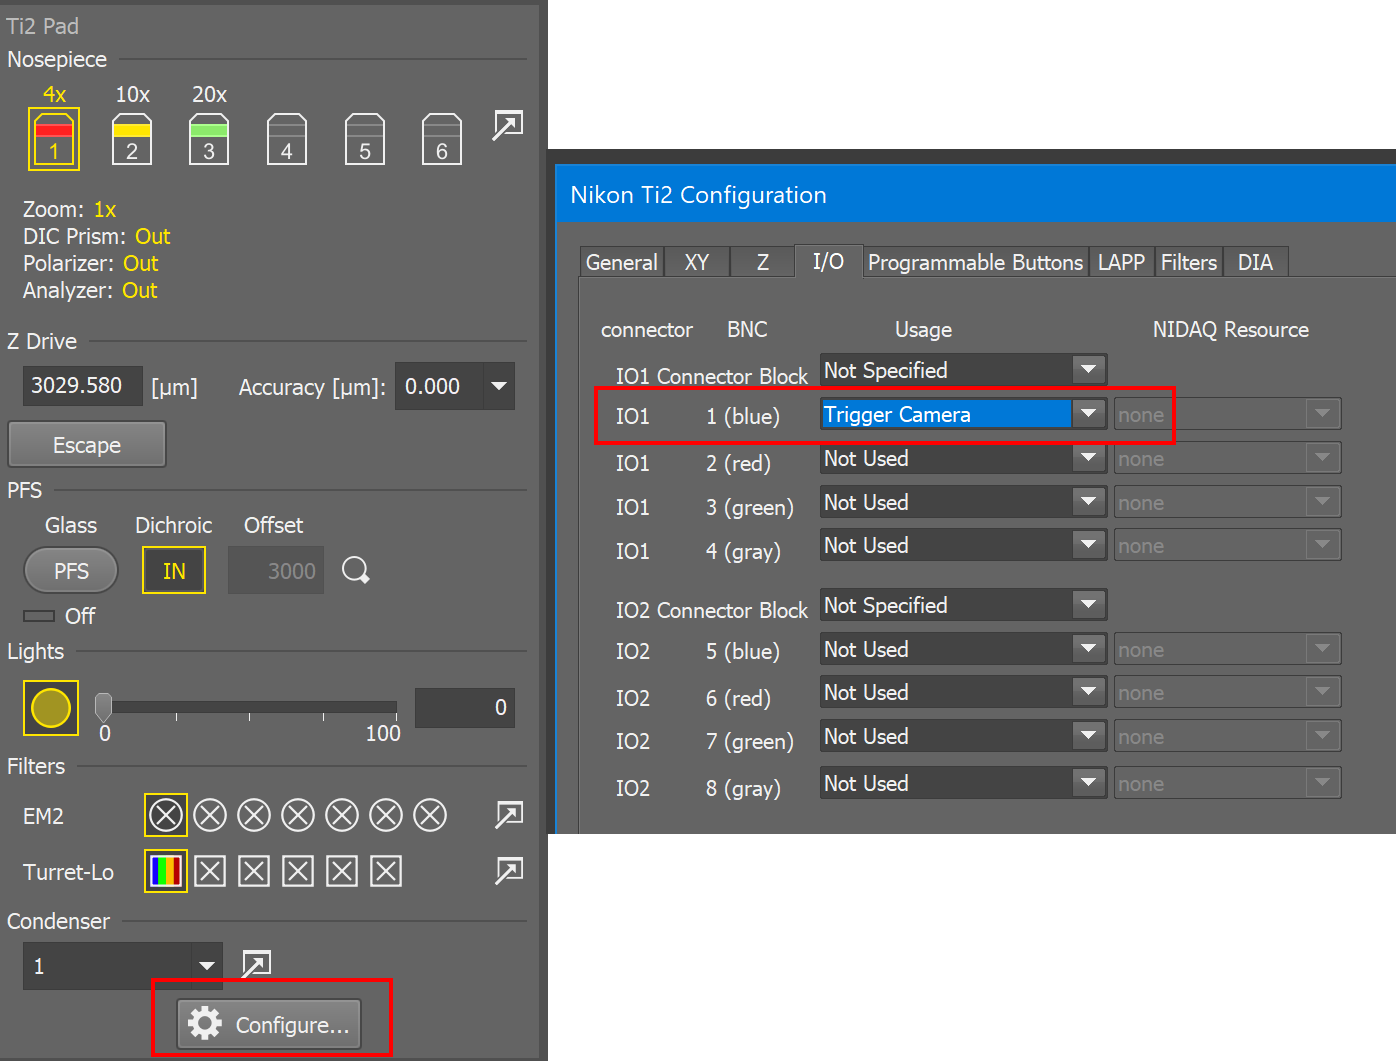 Ti2 Pad
Nosepiece
4x 10x 20x
1 2 3 4 5 6
Zoom: 1x
DIC Prism: Out
Polarizer: Out
Analyzer: Out
Z Drive
3029.580 [µm] Accuracy [µm]: 0.000
Escape
PFS
Glass Dichroic Offset
PFS IN 3000
Off
Lights
0
0 100
Filters
EM2
Turret-Lo
Condenser
1
Configure...
Nikon Ti2 Configuration
General XY Z I/O Programmable Buttons LAPP Filters DIA
connector BNC Usage NIDAQ Resource
IO1 Connector Block Not Specified
IO1 1 (blue) Trigger Camera none
IO1 2 (red) Not Used none
IO1 3 (green) Not Used none
IO1 4 (gray) Not Used none
IO2 Connector Block Not Specified
IO2 5 (blue) Not Used none
IO2 6 (red) Not Used none
IO2 7 (green) Not Used none
IO2 8 (gray) Not Used none